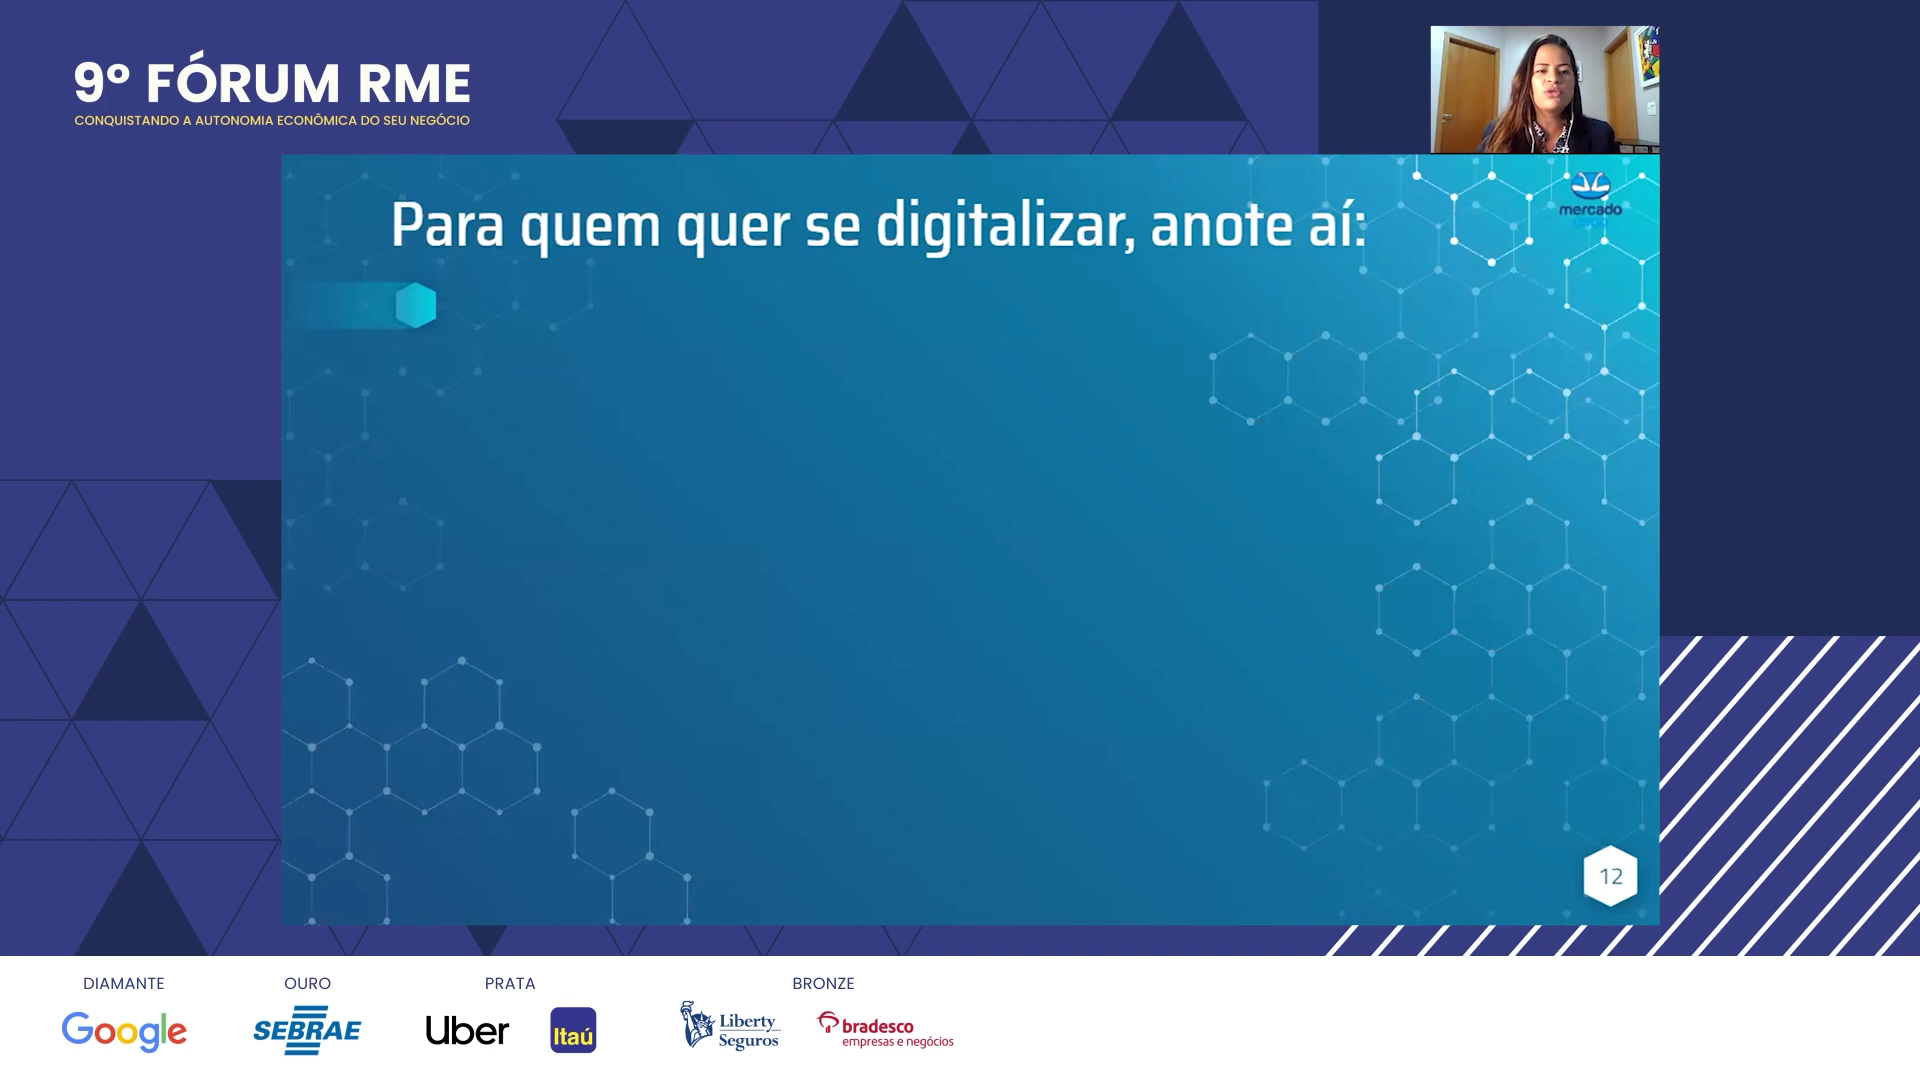 9º FÓRUM RME
CONQUISTANDO A AUTONOMIA ECONÔMICA DO SEU NEGÓCIO
Para quem quer se digitalizar, anote aí:
mercado
12
DIAMANTE
OURO
PRATA
BRONZE
Google
SEBRAE
Uber
Itaú
Liberty
Seguros
bradesco
empresas e negócios